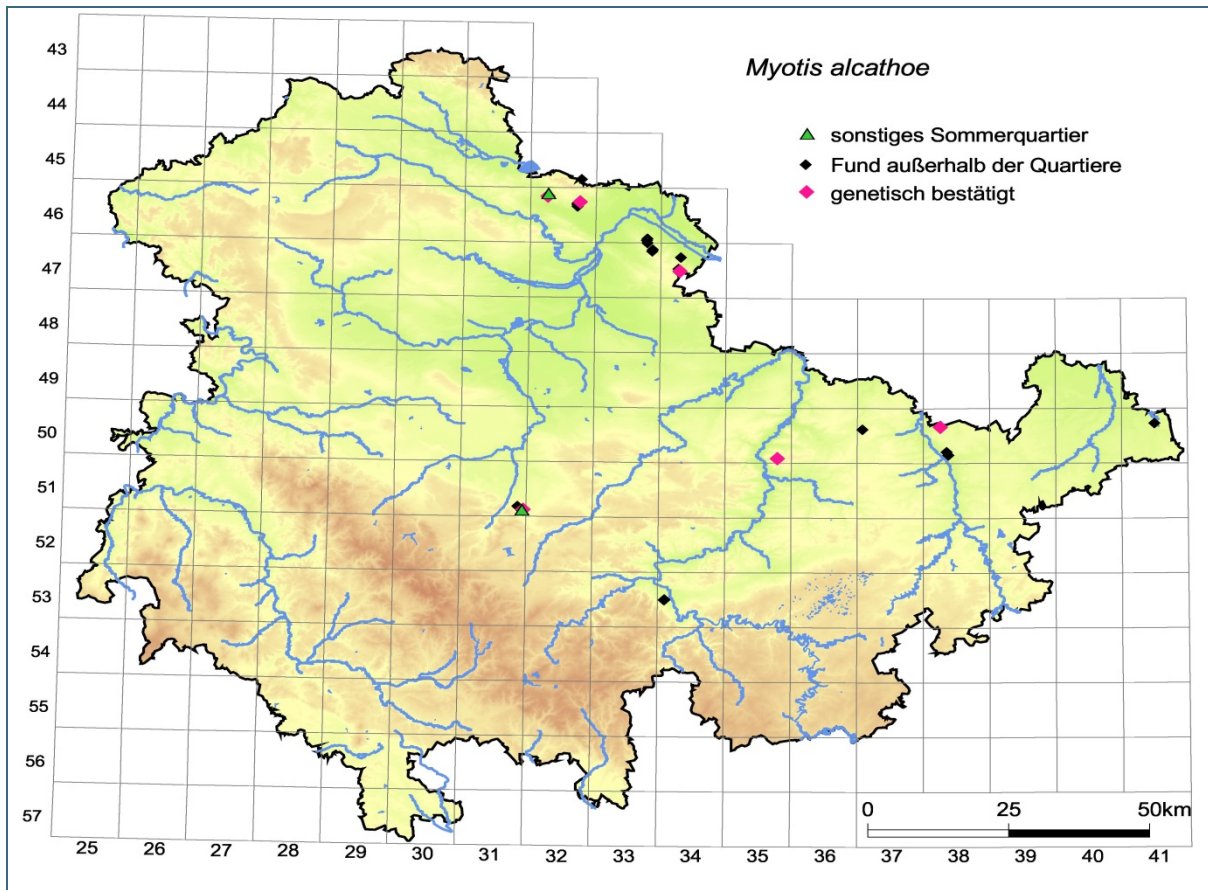 Myotis alcathoe
sonstiges Sommerquartier
Fund außerhalb der Quartiere
genetisch bestätigt
43
44
45
46
47
48
49
50
51
52
53
54
55
56
57
0 25 50km
25 26 27 28 29 30 31 32 33 34 35 36 37 38 39 40 41